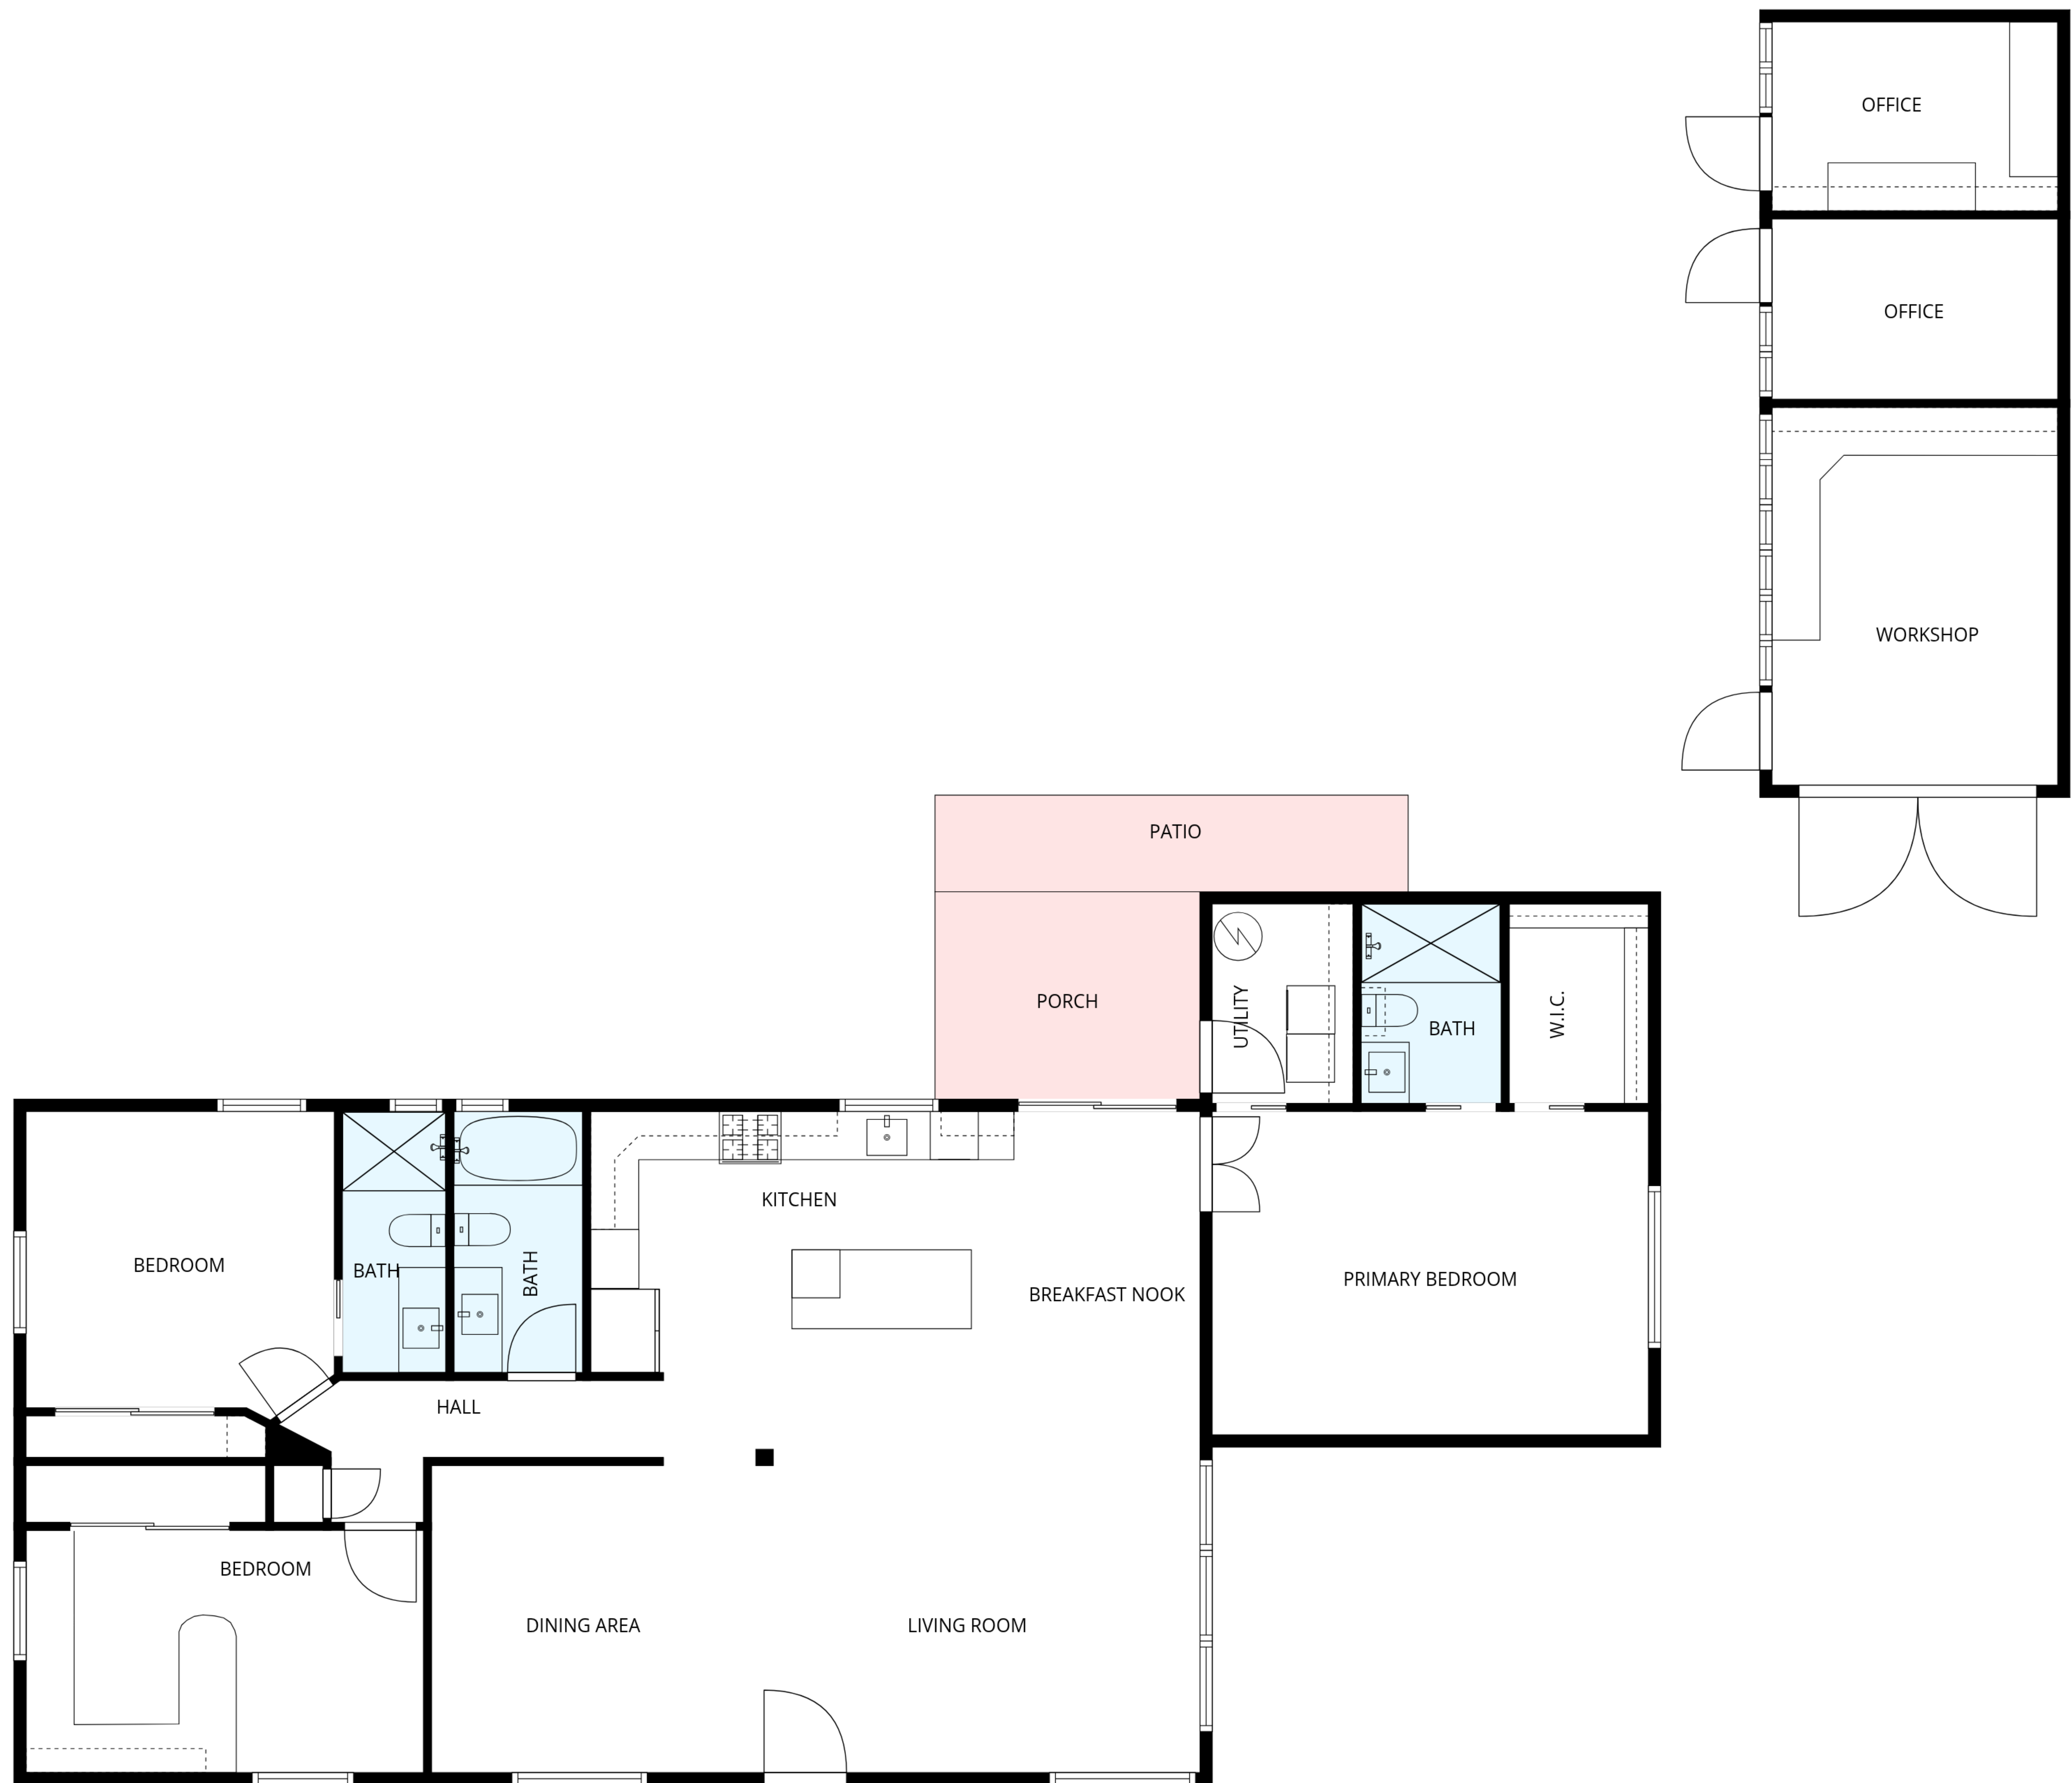 OFFICE
OFFICE
WORKSHOP
PATIO
PORCH
UTILITY
BATH
W.I.C.
KITCHEN
BEDROOM
BATH
BATH
BREAKFAST NOOK
PRIMARY BEDROOM
HALL
BEDROOM
DINING AREA
LIVING ROOM